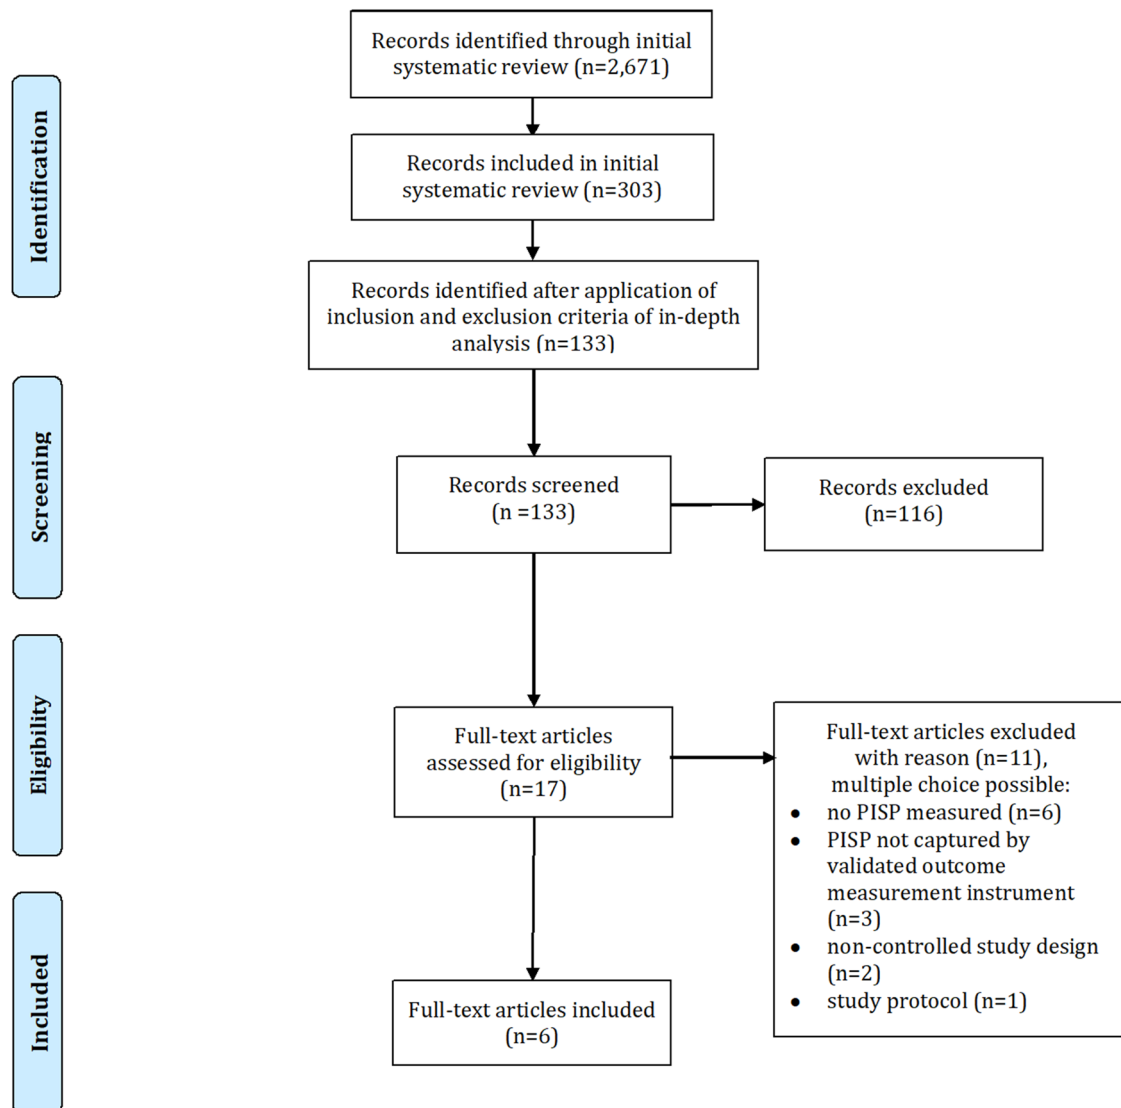 Records identified through initial
systematic review (n=2,671)
Identification
Records included in initial
systematic review (n=303)
Records identified after application of
inclusion and exclusion criteria of in-depth
analysis (n=133)
Screening
Records screened
(n =133)
Records excluded
(n=116)
Eligibility
Full-text articles
assessed for eligibility
(n=17)
Full-text articles excluded
with reason (n=11),
multiple choice possible:
• no PISP measured (n=6)
• PISP not captured by
validated outcome
measurement instrument
(n=3)
• non-controlled study design
(n=2)
• study protocol (n=1)
Included
Full-text articles included
(n=6)